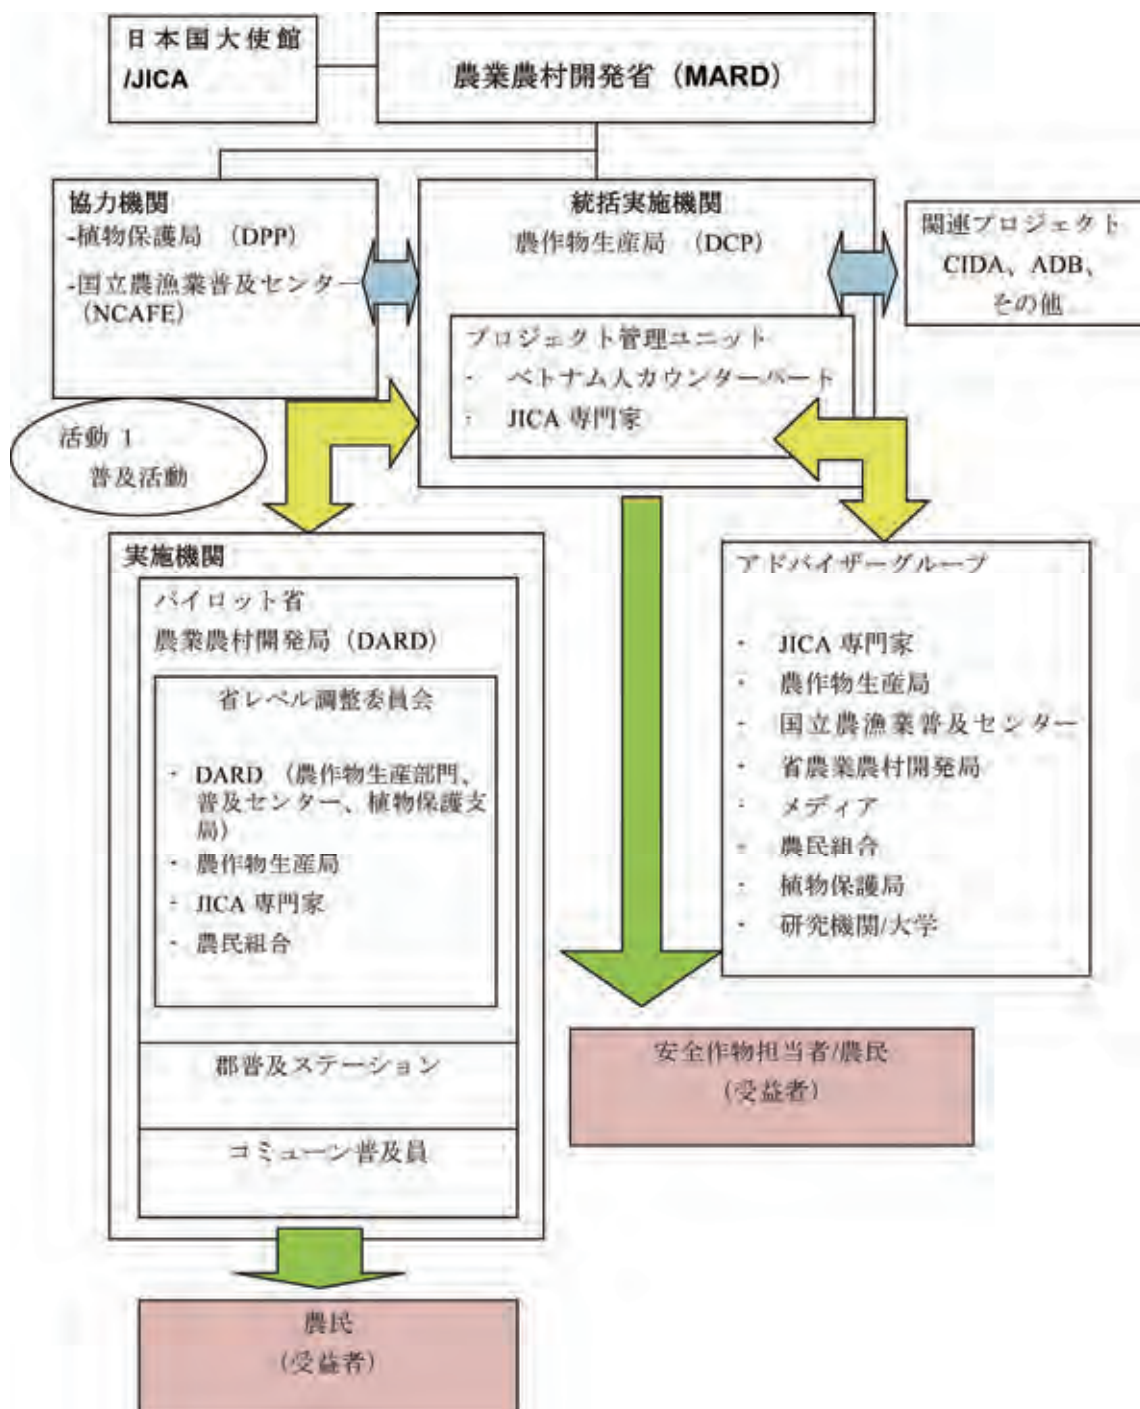 日本国大使館
/JICA
農業農村開発省（MARD）
協力機関
-植物保護局 （DPP）
-国立農漁業普及センター
（NCAFE）
統括実施機関
農作物生産局 （DCP）
関連プロジェクト
CIDA、ADB、
その他
プロジェクト管理ユニット
・ ベトナム人カウンターパート
・ JICA 専門家
活動 1
普及活動
実施機関
パイロット省
農業農村開発局（DARD）
省レベル調整委員会
・ DARD （農作物生産部門、
普及センター、植物保護支
局）
・ 農作物生産局
・ JICA 専門家
・ 農民組合
郡普及ステーション
コミューン普及員
アドバイザーグループ
・ JICA 専門家
・ 農作物生産局
・ 国立農漁業普及センター
・ 省農業農村開発局
・ メディア
・ 農民組合
・ 植物保護局
・ 研究機関/大学
安全作物担当者/農民
（受益者）
農民
（受益者）